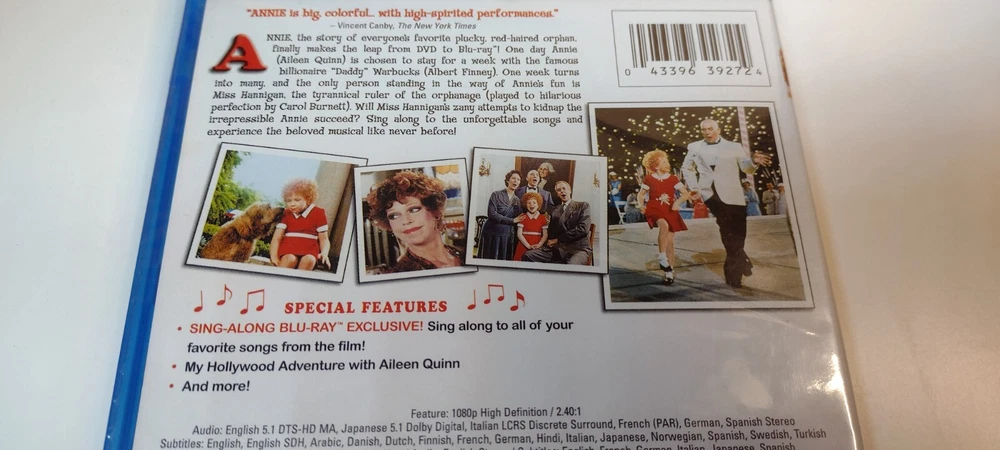 "ANNIE is big, colorful... with high-spirited performances."
– Vincent Canby, The New York Times
ANNIE, the story of everyone's favorite plucky, red-haired orphan,
finally makes the leap from DVD to Blu-ray™! One day Annie
(Aileen Quinn) is chosen to stay for a week with the famous
billionaire "Daddy" Warbucks (Albert Finney). One week turns
into many, and the only person standing in the way of Annie's fun is
Miss Hannigan, the tyrannical ruler of the orphanage (played to hilarious
perfection by Carol Burnett). Will Miss Hannigan's zany attempts to kidnap the
irrepressible Annie succeed? Sing along to the unforgettable songs and
experience the beloved musical like never before!
0 43396 39272 4
SPECIAL FEATURES
• SING-ALONG BLU-RAY™ EXCLUSIVE! Sing along to all of your
favorite songs from the film!
• My Hollywood Adventure with Aileen Quinn
• And more!
Feature: 1080p High Definition / 2.40:1
Audio: English 5.1 DTS-HD MA, Japanese 5.1 Dolby Digital, Italian LCRS Discrete Surround, French (PAR), German, Spanish Stereo
Subtitles: English, English SDH, Arabic, Danish, Dutch, Finnish, French, German, Hindi, Italian, Japanese, Norwegian, Spanish, Swedish, Turkish